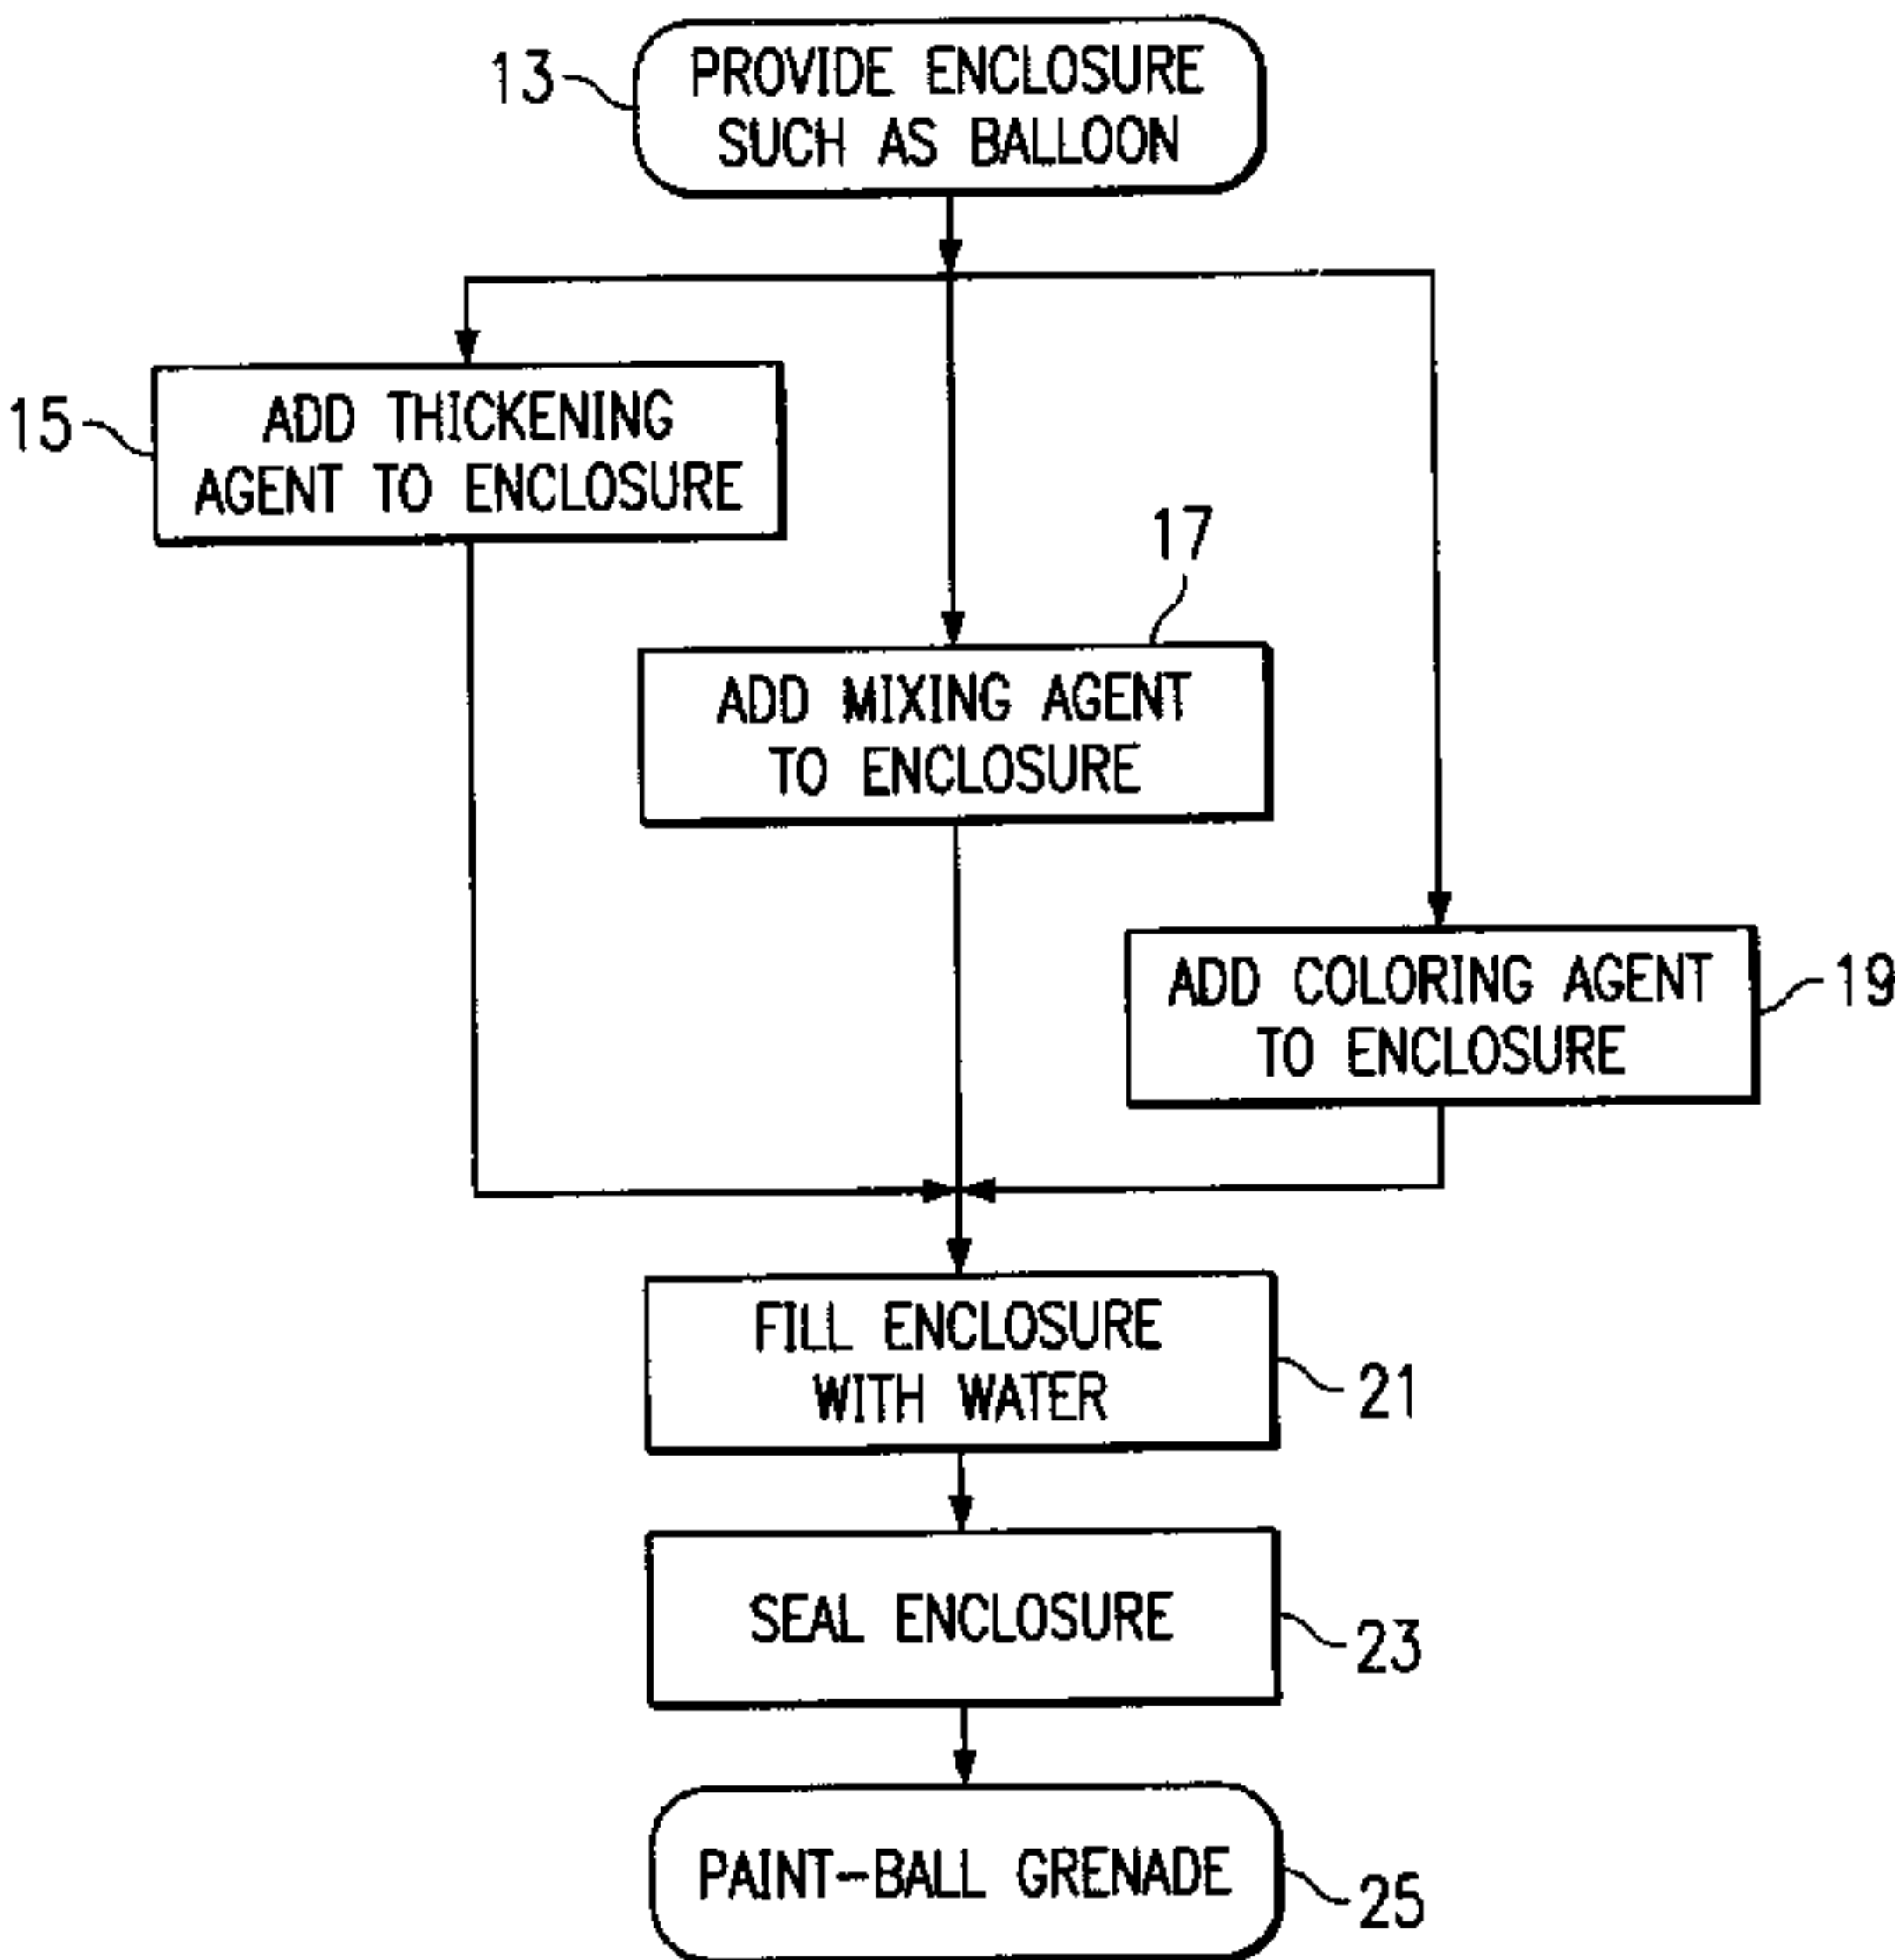 13
PROVIDE ENCLOSURE
SUCH AS BALLOON
15
ADD THICKENING
AGENT TO ENCLOSURE
17
ADD MIXING AGENT
TO ENCLOSURE
ADD COLORING AGENT
TO ENCLOSURE
19
FILL ENCLOSURE
WITH WATER
21
SEAL ENCLOSURE
23
PAINT-BALL GRENADE
25